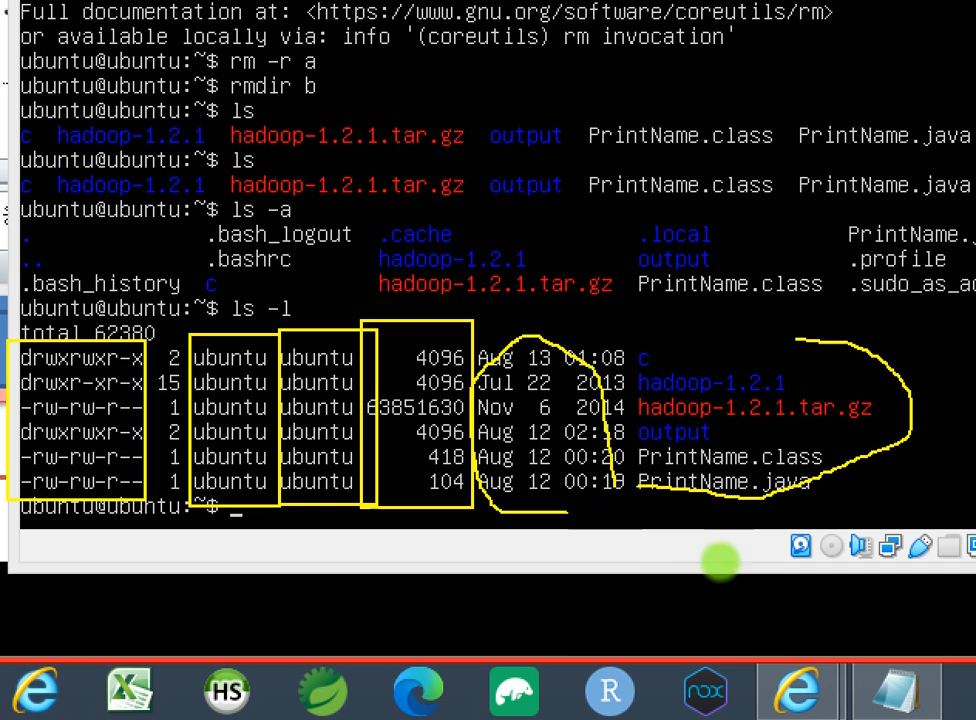 Full documentation at: <https://www.gnu.org/software/coreutils/rm>
or available locally via: info '(coreutils) rm invocation'
ubuntu@ubuntu:~$ rm -r a
ubuntu@ubuntu:~$ rmdir b
ubuntu@ubuntu:~$ ls
c hadoop-1.2.1 hadoop-1.2.1.tar.gz output PrintName.class PrintName.java
ubuntu@ubuntu:~$ ls
c hadoop-1.2.1 hadoop-1.2.1.tar.gz output PrintName.class PrintName.java
ubuntu@ubuntu:~$ ls -a
. .bash_logout .cache .local PrintName.
.. .bashrc hadoop-1.2.1 output .profile
.bash_history c hadoop-1.2.1.tar.gz PrintName.class .sudo_as_ad
ubuntu@ubuntu:~$ ls -l
total 62380
drwxrwxr-x 2 ubuntu ubuntu 4096 Aug 13 01:08 c
drwxr-xr-x 15 ubuntu ubuntu 4096 Jul 22 2013 hadoop-1.2.1
-rw-rw-r-- 1 ubuntu ubuntu 63851630 Nov 6 2014 hadoop-1.2.1.tar.gz
drwxrwxr-x 2 ubuntu ubuntu 4096 Aug 12 02:18 output
-rw-rw-r-- 1 ubuntu ubuntu 418 Aug 12 00:20 PrintName.class
-rw-rw-r-- 1 ubuntu ubuntu 104 Aug 12 00:18 PrintName.java
ubuntu@ubuntu:~$ _
HS
R
nox